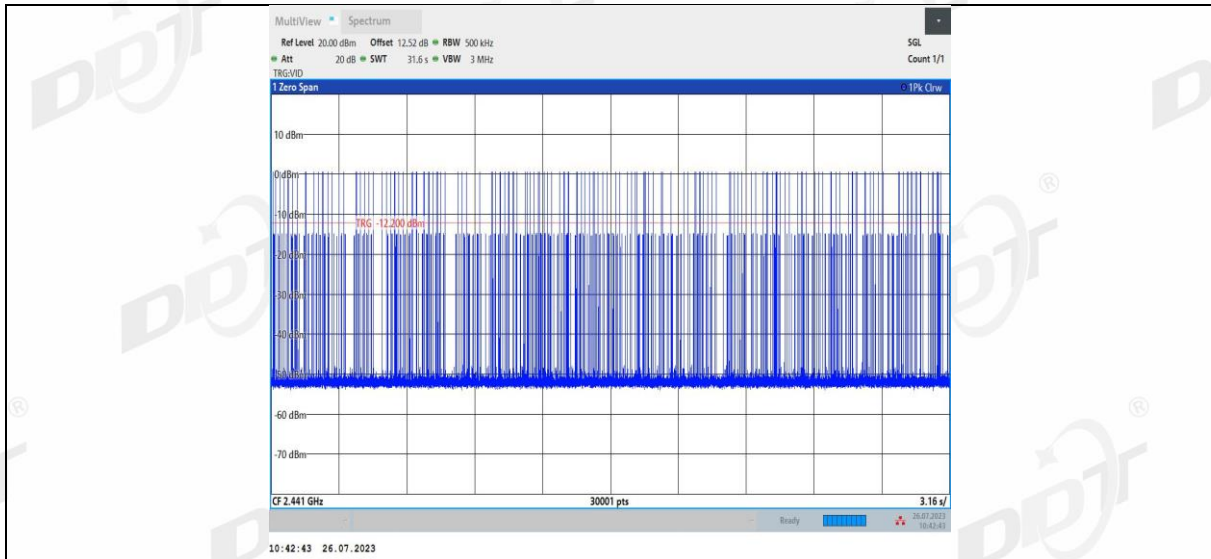 MultiView Spectrum
Ref Level 20.00 dBm Offset 12.52 dB RBW 500 kHz SGL
Att 20 dB SWT 31.6 s VBW 3 MHz Count 1/1
TRG:VID
1 Zero Span 1Pk Clrw
10 dBm
0 dBm
-10 dBm
TRG -12.200 dBm
-20 dBm
-30 dBm
-40 dBm
-60 dBm
-70 dBm
CF 2.441 GHz 30001 pts 3.16 s/
Ready 26.07.2023
10:42:43
10:42:43 26.07.2023
DDT
®